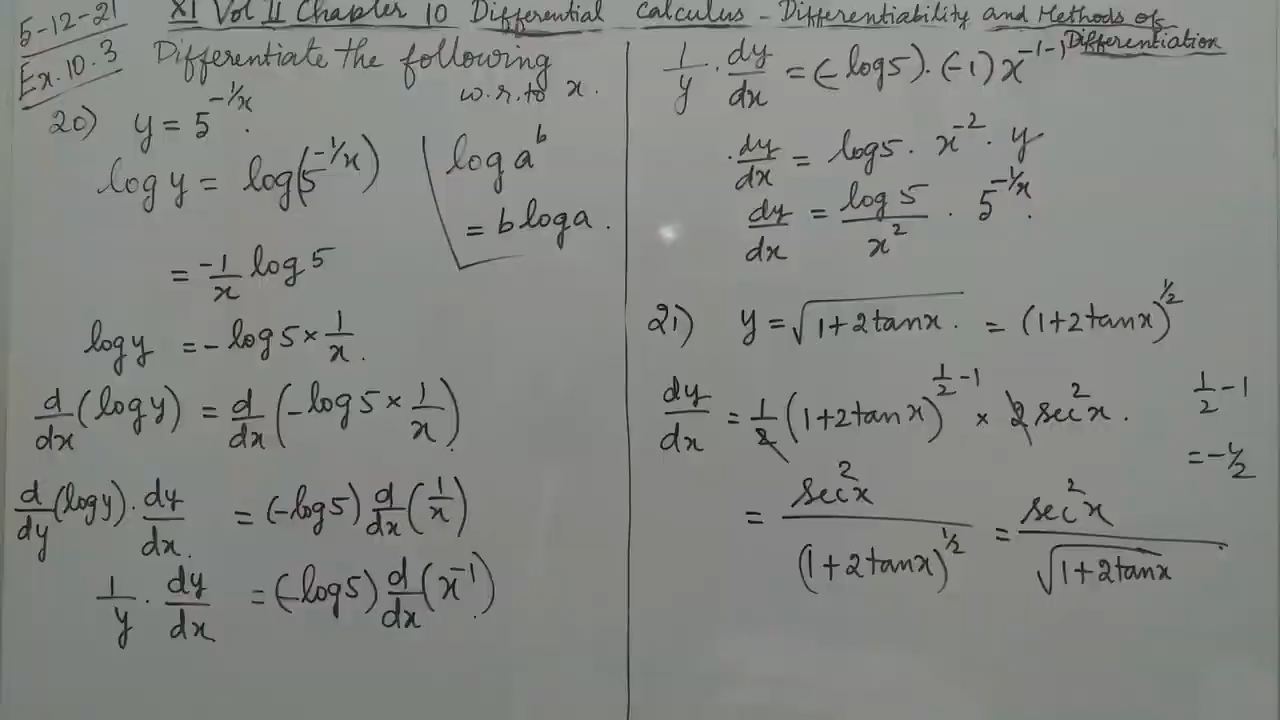 5-12-21
XI Vol II Chapter 10 Differential Calculus - Differentiability and Methods of Differentiation
Ex.10.3
Differentiate the following
w.r.to x.
20) y = 5^{-1/x}.
log y = log(5^{-1/x})
log a^b
= b log a.
= -1/x log 5
log y = - log 5 × 1/x.
d/dx (log y) = d/dx (- log 5 × 1/x)
d/dy (log y) . dy/dx. = (-log 5) d/dx (1/x)
1/y . dy/dx = (-log 5) d/dx (x^{-1})
1/y . dy/dx = (-log 5) . (-1) x^{-1-1}
. dy/dx = log 5 . x^{-2} . y
dy/dx = log 5 / x^2 . 5^{-1/x}.
21) y = √(1+2tanx.) = (1+2tanx)^{1/2}
dy/dx = 1/2 (1+2tanx)^{1/2 -1} × 2 sec^2 x.
1/2 -1
= -1/2
= sec^2 x / (1+2tanx)^{1/2} = sec^2 x / √(1+2tanx)